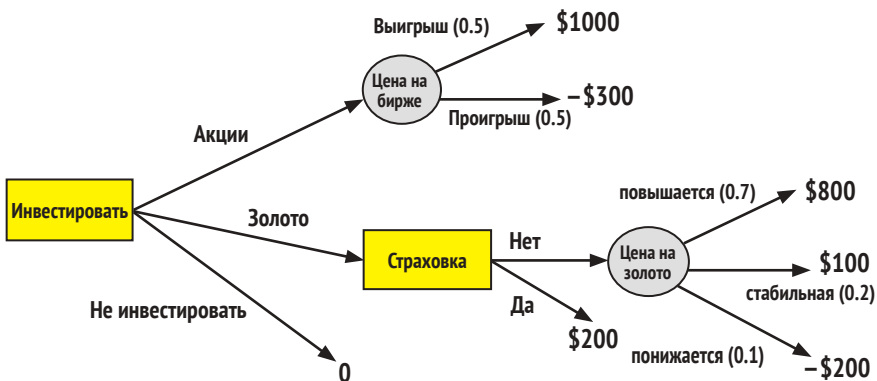 Выигрыш (0.5)
$1000
Цена на
бирже
–$300
Проигрыш (0.5)
Акции
Инвестировать
Золото
Не инвестировать
0
Страховка
Нет
Да
$200
Цена на
золото
повышается (0.7)
$800
$100
стабильная (0.2)
понижается (0.1)
–$200